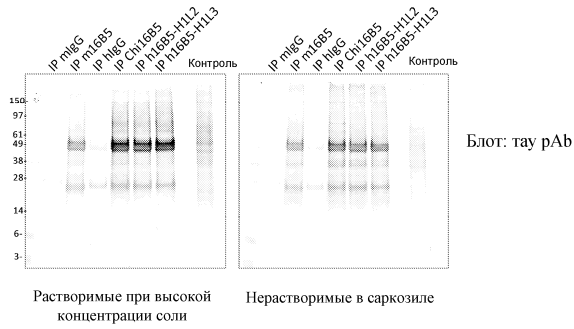 IP mIgG
IP m16B5
IP hIgG
IP Chi16B5
IP h16B5-H1L2
IP h16B5-H1L3
Контроль
IP mIgG
IP m16B5
IP hIgG
IP Chi16B5
IP h16B5-H1L2
IP h16B5-H1L3
Контроль
150
97
61
49
38
28
14
6
3
Блот: тау pAb
Растворимые при высокой
концентрации соли
Нерастворимые в саркозиле